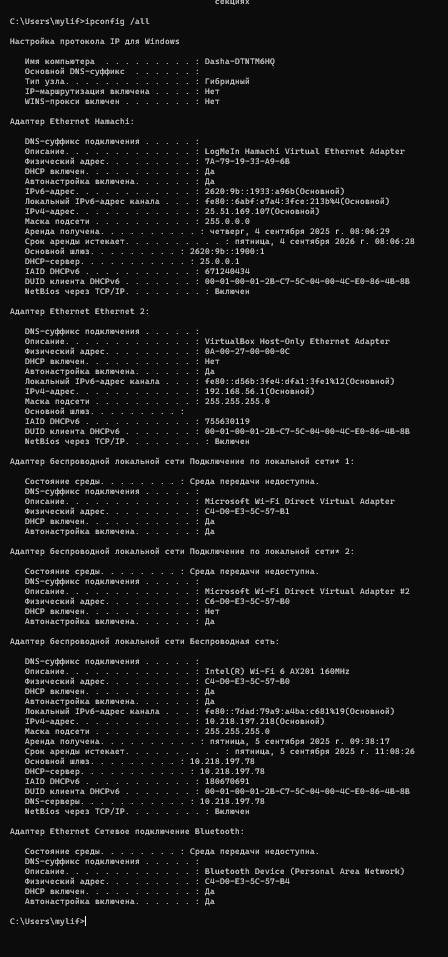 секциях
C:\Users\mylif>ipconfig /all
Настройка протокола IP для Windows
Имя компьютера . . . . . . . . . : Dasha-DTNTM6HQ
Основной DNS-суффикс . . . . . . :
Тип узла. . . . . . . . . . . . . : Гибридный
IP-маршрутизация включена . . . . : Нет
WINS-прокси включен . . . . . . . : Нет
Адаптер Ethernet Hamachi:
DNS-суффикс подключения . . . . . :
Описание. . . . . . . . . . . . . : LogMeIn Hamachi Virtual Ethernet Adapter
Физический адрес. . . . . . . . . : 7A-79-19-33-A9-6B
DHCP включен. . . . . . . . . . . : Да
Автонастройка включена. . . . . . : Да
IPv6-адрес. . . . . . . . . . . . : 2620:9b::1933:a96b(Основной)
Локальный IPv6-адрес канала . . . : fe80::6abf:e7a4:3fce:213b%4(Основной)
IPv4-адрес. . . . . . . . . . . . : 25.51.169.107(Основной)
Маска подсети . . . . . . . . . . : 255.0.0.0
Аренда получена. . . . . . . . . . : четверг, 4 сентября 2025 г. 08:06:29
Срок аренды истекает. . . . . . . . . . : пятница, 4 сентября 2026 г. 08:06:28
Основной шлюз. . . . . . . . . : 2620:9b::1900:1
DHCP-сервер. . . . . . . . . . . : 25.0.0.1
IAID DHCPv6 . . . . . . . . . . . : 671240434
DUID клиента DHCPv6 . . . . . . . : 00-01-00-01-2B-C7-5C-04-00-4C-E0-86-4B-8B
NetBios через TCP/IP. . . . . . . . : Включен
Адаптер Ethernet Ethernet 2:
DNS-суффикс подключения . . . . . :
Описание. . . . . . . . . . . . . : VirtualBox Host-Only Ethernet Adapter
Физический адрес. . . . . . . . . : 0A-00-27-00-00-0C
DHCP включен. . . . . . . . . . . : Нет
Автонастройка включена. . . . . . : Да
Локальный IPv6-адрес канала . . . : fe80::d56b:3fe4:dfa1:3fe1%12(Основной)
IPv4-адрес. . . . . . . . . . . . : 192.168.56.1(Основной)
Маска подсети . . . . . . . . . . : 255.255.255.0
Основной шлюз. . . . . . . . . :
IAID DHCPv6 . . . . . . . . . . . : 755630119
DUID клиента DHCPv6 . . . . . . . : 00-01-00-01-2B-C7-5C-04-00-4C-E0-86-4B-8B
NetBios через TCP/IP. . . . . . . . : Включен
Адаптер беспроводной локальной сети Подключение по локальной сети* 1:
Состояние среды. . . . . . . . : Среда передачи недоступна.
DNS-суффикс подключения . . . . . :
Описание. . . . . . . . . . . . . : Microsoft Wi-Fi Direct Virtual Adapter
Физический адрес. . . . . . . . . : C4-D0-E3-5C-57-B1
DHCP включен. . . . . . . . . . . : Да
Автонастройка включена. . . . . . : Да
Адаптер беспроводной локальной сети Подключение по локальной сети* 2:
Состояние среды. . . . . . . . : Среда передачи недоступна.
DNS-суффикс подключения . . . . . :
Описание. . . . . . . . . . . . . : Microsoft Wi-Fi Direct Virtual Adapter #2
Физический адрес. . . . . . . . . : C6-D0-E3-5C-57-B0
DHCP включен. . . . . . . . . . . : Нет
Автонастройка включена. . . . . . : Да
Адаптер беспроводной локальной сети Беспроводная сеть:
DNS-суффикс подключения . . . . . :
Описание. . . . . . . . . . . . . : Intel(R) Wi-Fi 6 AX201 160MHz
Физический адрес. . . . . . . . . : C4-D0-E3-5C-57-B0
DHCP включен. . . . . . . . . . . : Да
Автонастройка включена. . . . . . : Да
Локальный IPv6-адрес канала . . . : fe80::7dad:79a9:a4ba:c681%19(Основной)
IPv4-адрес. . . . . . . . . . . . : 10.218.197.218(Основной)
Маска подсети . . . . . . . . . . : 255.255.255.0
Аренда получена. . . . . . . . . . : пятница, 5 сентября 2025 г. 09:38:17
Срок аренды истекает. . . . . . . . . . : пятница, 5 сентября 2025 г. 11:08:26
Основной шлюз. . . . . . . . . : 10.218.197.78
DHCP-сервер. . . . . . . . . . . : 10.218.197.78
IAID DHCPv6 . . . . . . . . . . . : 180670691
DUID клиента DHCPv6 . . . . . . . : 00-01-00-01-2B-C7-5C-04-00-4C-E0-86-4B-8B
DNS-серверы. . . . . . . . . . . : 10.218.197.78
NetBios через TCP/IP. . . . . . . . : Включен
Адаптер Ethernet Сетевое подключение Bluetooth:
Состояние среды. . . . . . . . : Среда передачи недоступна.
DNS-суффикс подключения . . . . . :
Описание. . . . . . . . . . . . . : Bluetooth Device (Personal Area Network)
Физический адрес. . . . . . . . . : C4-D0-E3-5C-57-B4
DHCP включен. . . . . . . . . . . : Да
Автонастройка включена. . . . . . : Да
C:\Users\mylif>